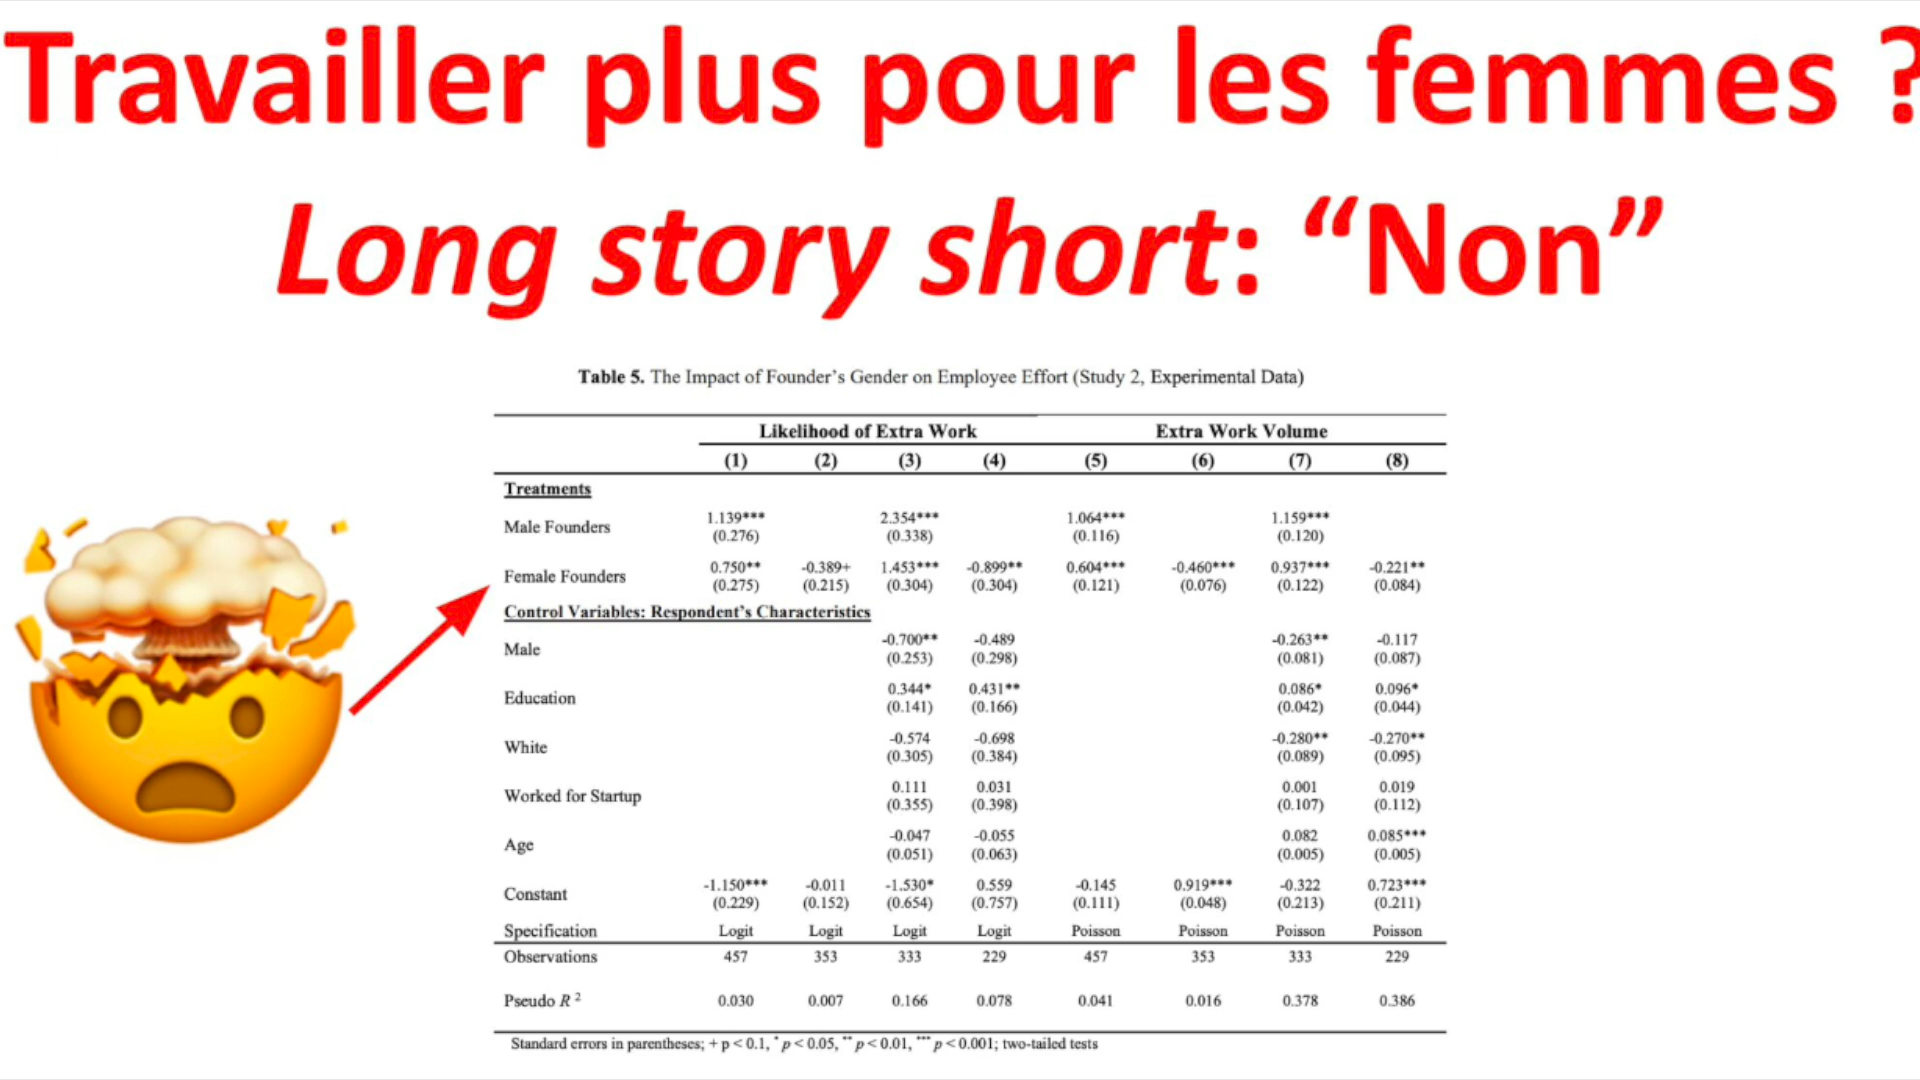 Travailler plus pour les femmes ?
Long story short: “Non”
Table 5. The Impact of Founder’s Gender on Employee Effort (Study 2, Experimental Data)
Likelihood of Extra Work Extra Work Volume
(1) (2) (3) (4) (5) (6) (7) (8)
Treatments
Male Founders 1.139*** 2.354*** 1.064*** 1.159***
(0.276) (0.338) (0.116) (0.120)
Female Founders 0.750** -0.389+ 1.453*** -0.899** 0.604*** -0.460*** 0.937*** -0.221**
(0.275) (0.215) (0.304) (0.304) (0.121) (0.076) (0.122) (0.084)
Control Variables: Respondent’s Characteristics
Male -0.700** -0.489 -0.263** -0.117
(0.253) (0.298) (0.081) (0.087)
Education 0.344* 0.431** 0.086* 0.096*
(0.141) (0.166) (0.042) (0.044)
White -0.574 -0.698 -0.280** -0.270**
(0.305) (0.384) (0.089) (0.095)
Worked for Startup 0.111 0.031 0.001 0.019
(0.355) (0.398) (0.107) (0.112)
Age -0.047 -0.055 0.082 0.085***
(0.051) (0.063) (0.005) (0.005)
Constant -1.150*** -0.011 -1.530* 0.559 -0.145 0.919*** -0.322 0.723***
(0.229) (0.152) (0.654) (0.757) (0.111) (0.048) (0.213) (0.211)
Specification Logit Logit Logit Logit Poisson Poisson Poisson Poisson
Observations 457 353 333 229 457 353 333 229
Pseudo R 2 0.030 0.007 0.166 0.078 0.041 0.016 0.378 0.386
Standard errors in parentheses; + p < 0.1, * p < 0.05, ** p < 0.01, *** p < 0.001; two-tailed tests